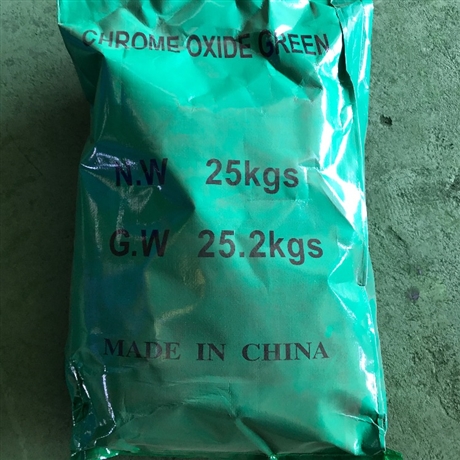 CHROME OXIDE GREEN
N.W 25kgs
G.W 25.2kgs
MADE IN CHINA